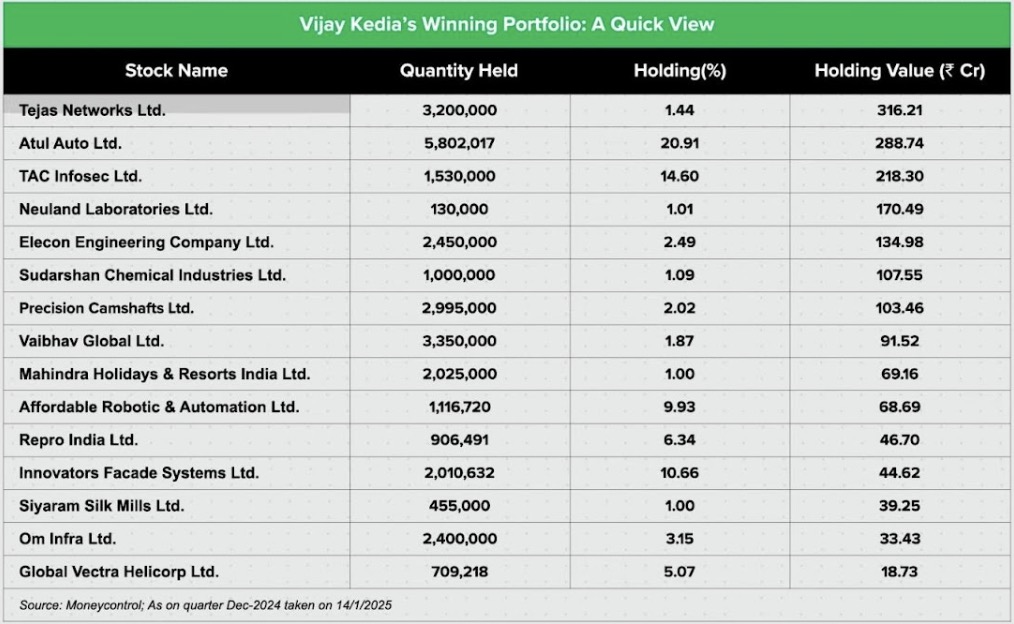 Vijay Kedia's Winning Portfolio: A Quick View
Stock Name Quantity Held Holding(%) Holding Value (₹ Cr)
Tejas Networks Ltd. 3,200,000 1.44 316.21
Atul Auto Ltd. 5,802,017 20.91 288.74
TAC Infosec Ltd. 1,530,000 14.60 218.30
Neuland Laboratories Ltd. 130,000 1.01 170.49
Elecon Engineering Company Ltd. 2,450,000 2.49 134.98
Sudarshan Chemical Industries Ltd. 1,000,000 1.09 107.55
Precision Camshafts Ltd. 2,995,000 2.02 103.46
Vaibhav Global Ltd. 3,350,000 1.87 91.52
Mahindra Holidays & Resorts India Ltd. 2,025,000 1.00 69.16
Affordable Robotic & Automation Ltd. 1,116,720 9.93 68.69
Repro India Ltd. 906,491 6.34 46.70
Innovators Facade Systems Ltd. 2,010,632 10.66 44.62
Siyaram Silk Mills Ltd. 455,000 1.00 39.25
Om Infra Ltd. 2,400,000 3.15 33.43
Global Vectra Helicorp Ltd. 709,218 5.07 18.73
Source: Moneycontrol; As on quarter Dec-2024 taken on 14/1/2025